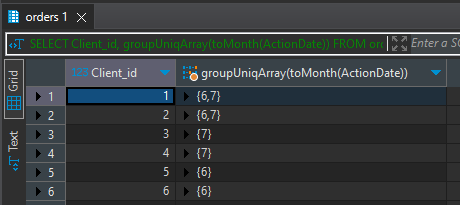 orders 1
SELECT Client_id, groupUniqArray(toMonth(ActionDate)) FROM or
Enter a S
Grid
Text
123 Client_id groupUniqArray(toMonth(ActionDate))
1 1 {6,7}
2 2 {6,7}
3 3 {7}
4 4 {7}
5 5 {6}
6 6 {6}